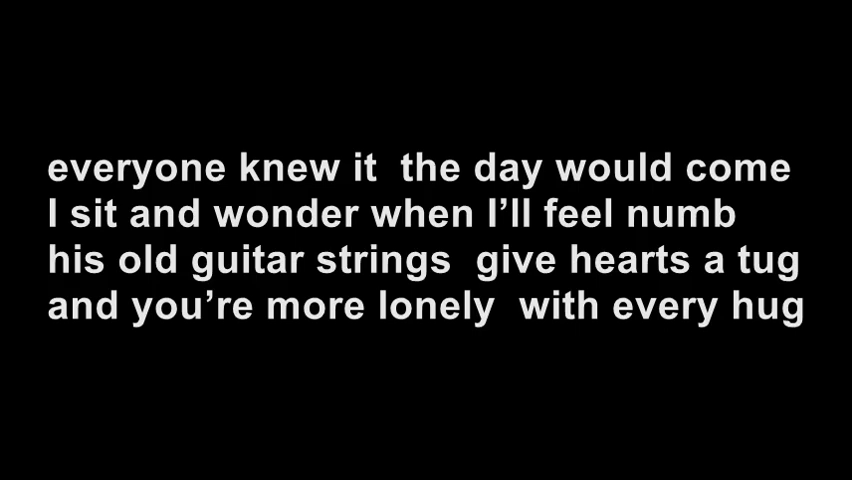 everyone knew it  the day would come
I sit and wonder when I’ll feel numb
his old guitar strings  give hearts a tug
and you’re more lonely  with every hug